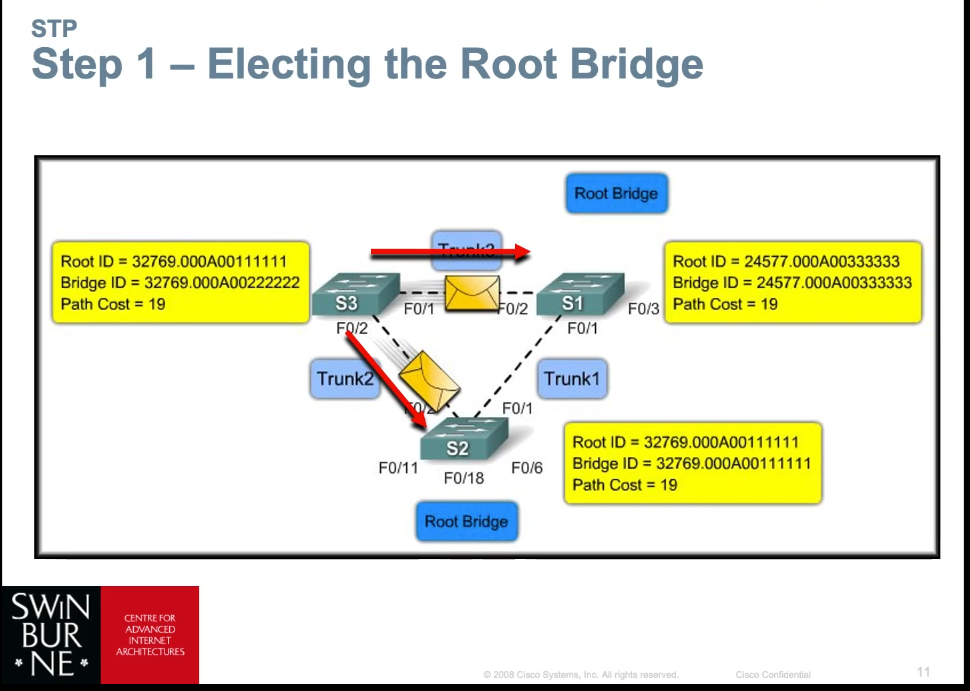 STP
Step 1 – Electing the Root Bridge
Root Bridge
Trunk3
Root ID = 32769.000A00111111
Bridge ID = 32769.000A00222222
Path Cost = 19
Root ID = 24577.000A00333333
Bridge ID = 24577.000A00333333
Path Cost = 19
S3
F0/1
F0/2
S1
F0/3
F0/2
F0/1
Trunk2
Trunk1
F0/2
F0/1
S2
F0/11
F0/18
F0/6
Root ID = 32769.000A00111111
Bridge ID = 32769.000A00111111
Path Cost = 19
Root Bridge
SWIN
BUR
* NE *
CENTRE FOR
ADVANCED
INTERNET
ARCHITECTURES
© 2008 Cisco Systems, Inc. All rights reserved.
Cisco Confidential
11